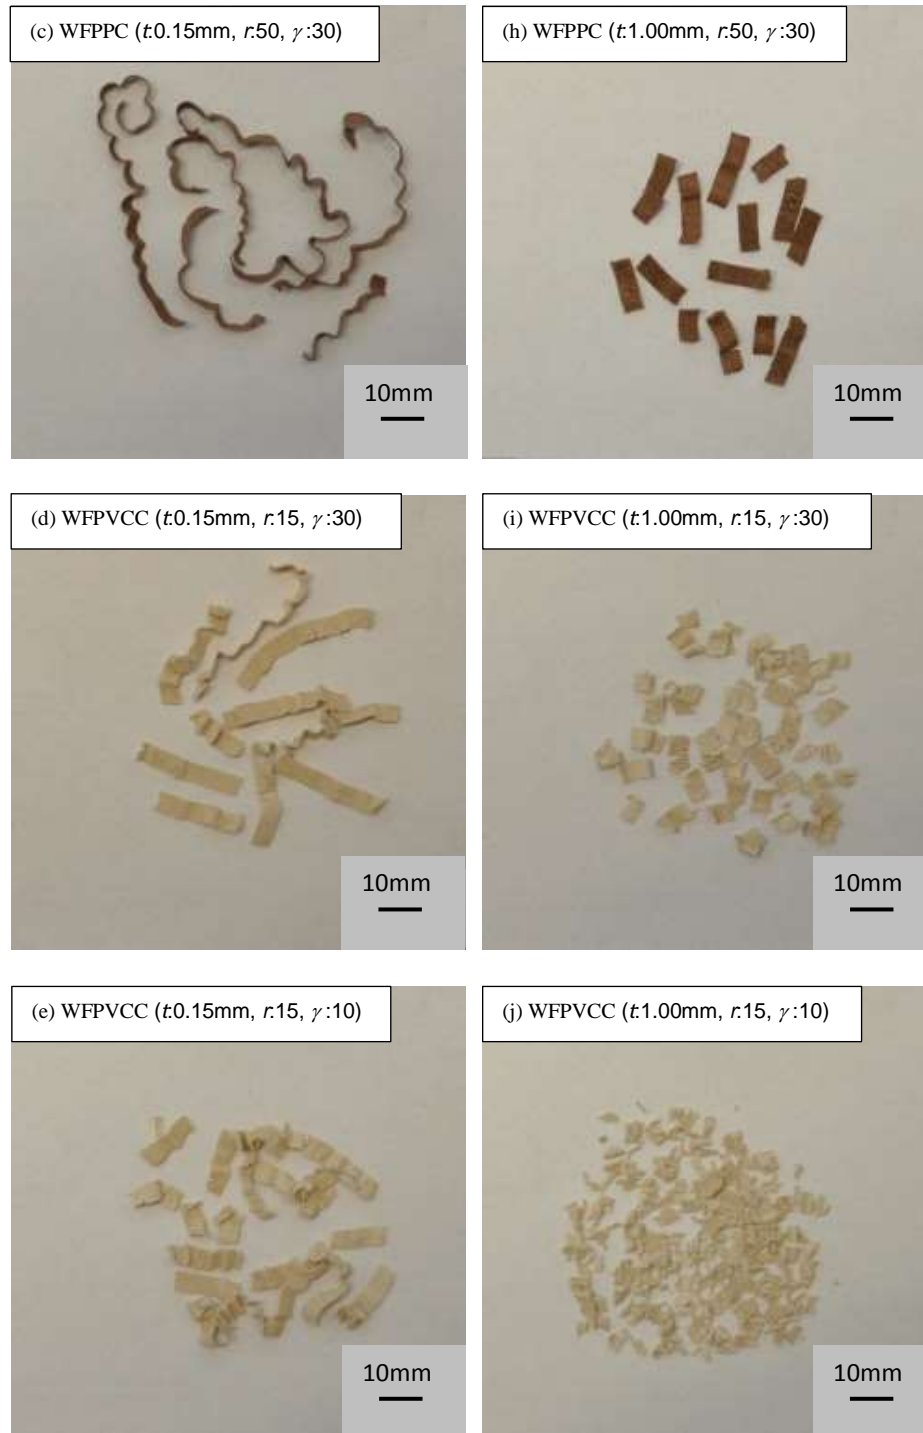 (c) WFPPC (t:0.15mm, r:50, γ:30)
(h) WFPPC (t:1.00mm, r:50, γ:30)
10mm
10mm
(d) WFPVCC (t:0.15mm, r:15, γ:30)
(i) WFPVCC (t:1.00mm, r:15, γ:30)
10mm
10mm
(e) WFPVCC (t:0.15mm, r:15, γ:10)
(j) WFPVCC (t:1.00mm, r:15, γ:10)
10mm
10mm